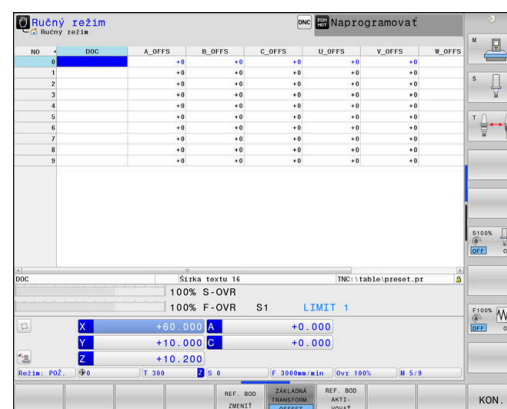 Ručný režim
Ručný režim
DNC
Naprogramovať
NO DOC A_OFFS B_OFFS C_OFFS U_OFFS V_OFFS W_OFFS
0 +0 +0 +0 +0 +0
1 +0 +0 +0 +0 +0
2 +0 +0 +0 +0 +0
3 +0 +0 +0 +0 +0
4 +0 +0 +0 +0 +0
5 +0 +0 +0 +0 +0
6 +0 +0 +0 +0 +0
7 +0 +0 +0 +0 +0
8 +0 +0 +0 +0 +0
9 +0 +0 +0 +0 +0
DOC Šírka textu 16 TNC:\table\preset.pr
100% S-OVR
100% F-OVR S1 LIMIT 1
X +60.000 A +0.000
Y +10.000 C +0.000
Z +10.200
Režim: POŽ. 0 T 300 Z S 0 F 3000mm/min Ovr 100% M 5/9
REF. BOD
ZMENIŤ
ZÁKLADNÁ
TRANSFORM
OFFSET
REF. BOD
AKTI-
VOVAŤ
KON.
M
S
T
S100%
OFF
F100%
OFF